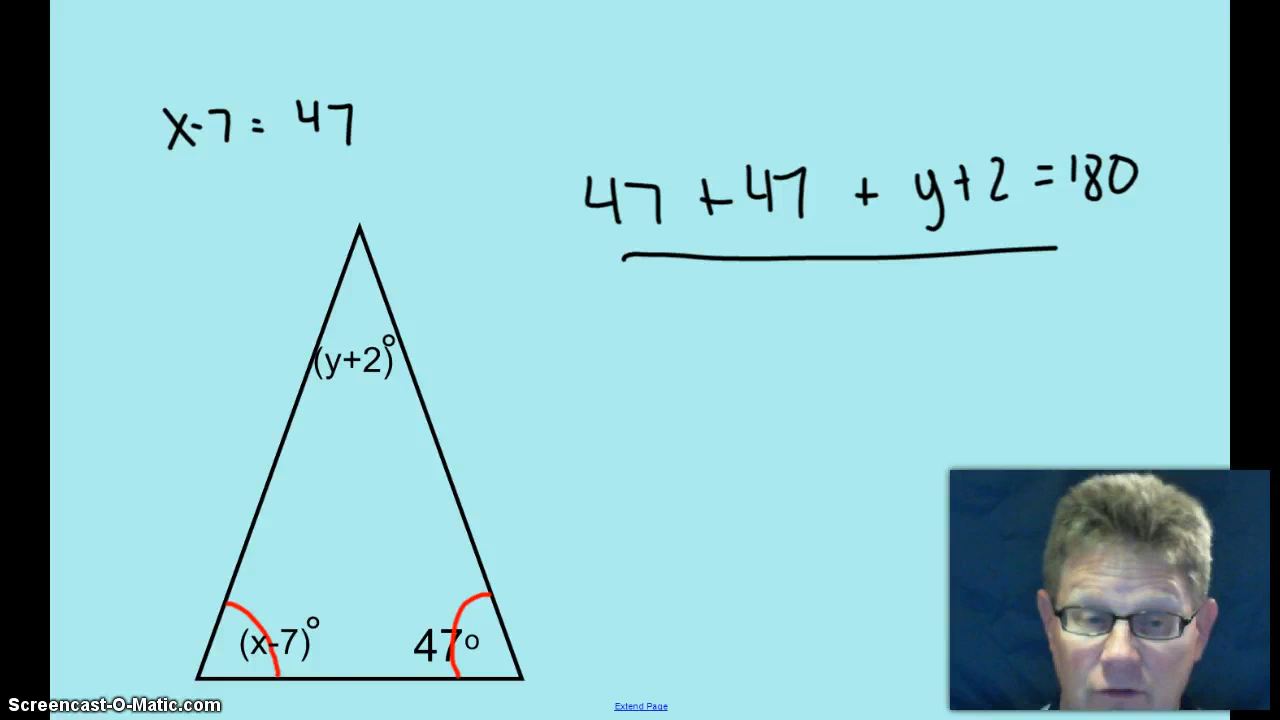 x-7 = 47
47 + 47 + y+2 = 180
(y+2)°
(x-7)°
47°
Screencast-O-Matic.com
Extend Page